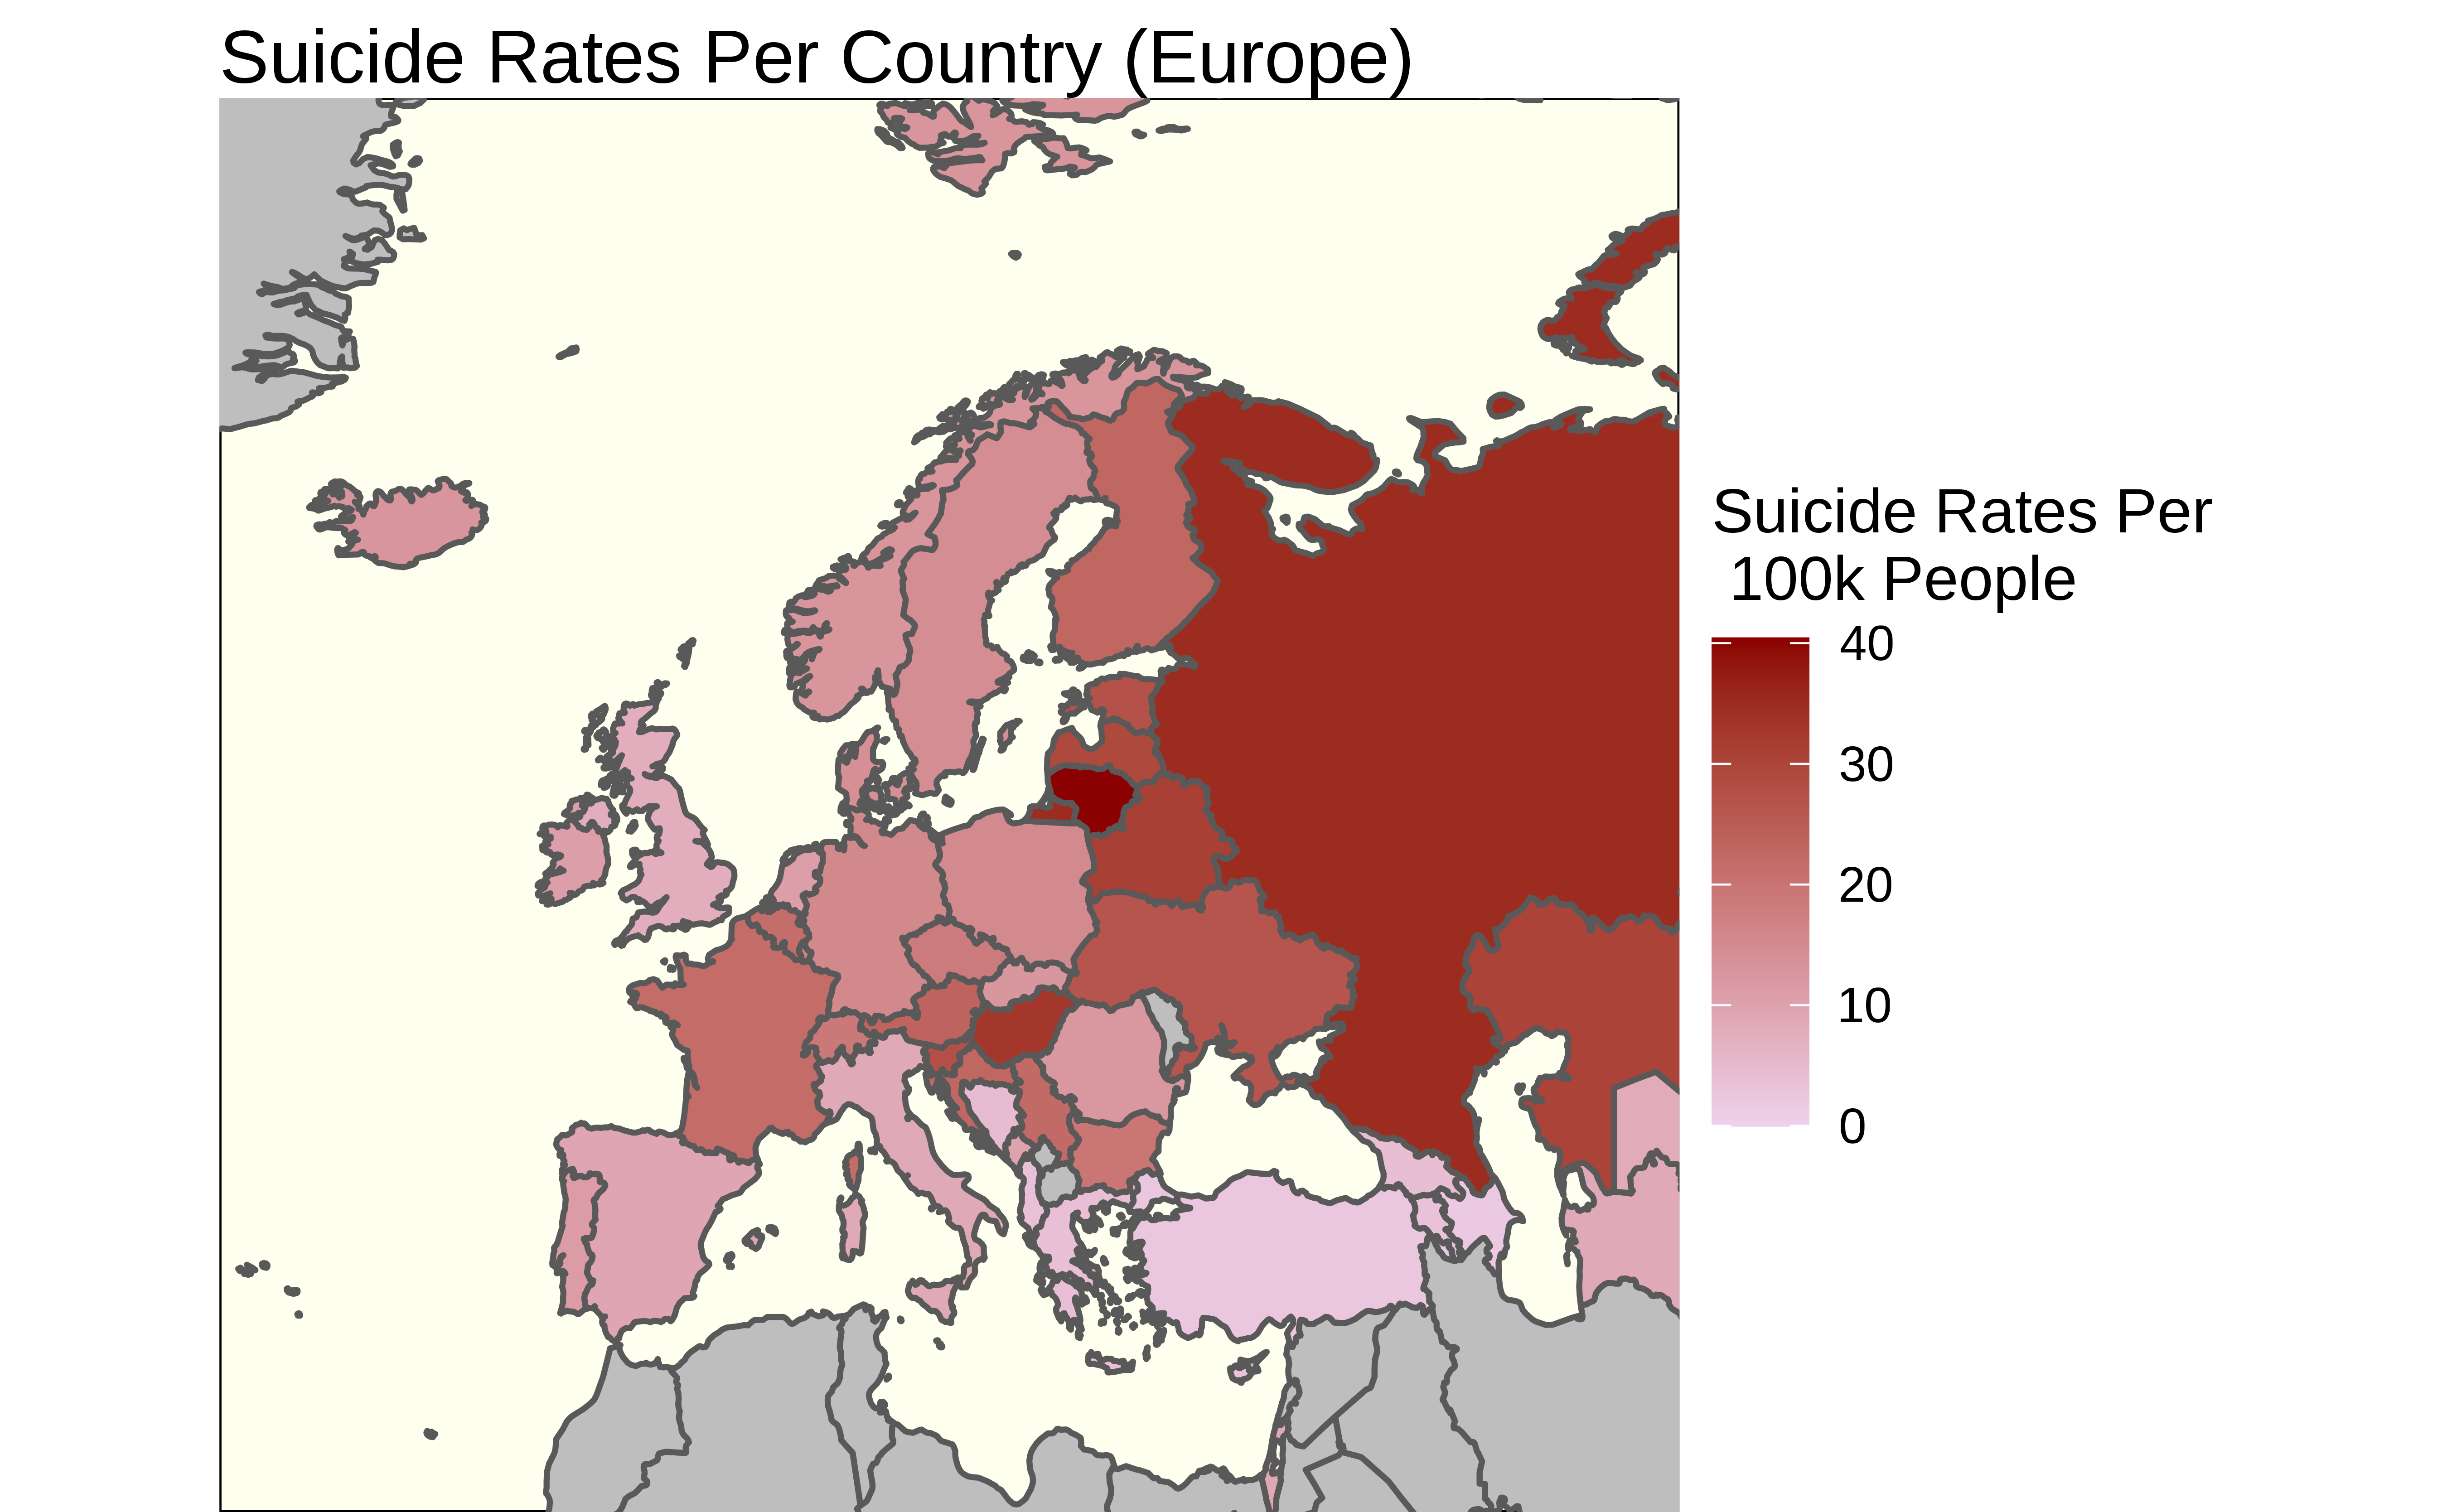 Suicide Rates Per Country (Europe)
Suicide Rates Per
100k People
40
30
20
10
0